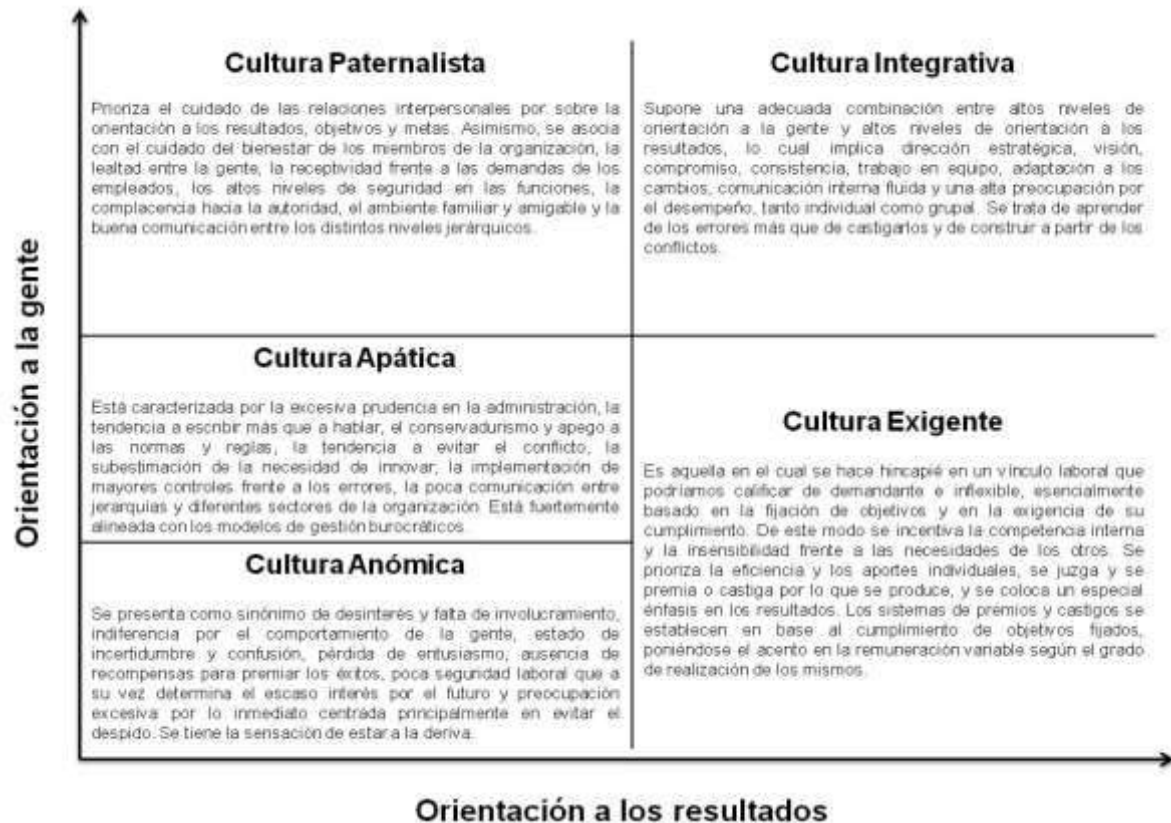 Orientación a la gente
Cultura Paternalista
Prioriza el cuidado de las relaciones interpersonales por sobre la
orientación a los resultados, objetivos y metas. Asimismo, se asocia
con el cuidado del bienestar de los miembros de la organización, la
lealtad entre la gente, la receptividad frente a las demandas de los
empleados, los altos niveles de seguridad en las funciones, la
complacencia hacia la autoridad, el ambiente familiar y amigable y la
buena comunicación entre los distintos niveles jerárquicos.
Cultura Integrativa
Supone una adecuada combinación entre altos niveles de
orientación a la gente y altos niveles de orientación a los
resultados, lo cual implica dirección estratégica, visión,
compromiso, consistencia, trabajo en equipo, adaptación a los
cambios, comunicación interna fluida y una alta preocupación por
el desempeño, tanto individual como grupal. Se trata de aprender
de los errores más que de castigarlos y de construir a partir de los
conflictos.
Cultura Apática
Está caracterizada por la excesiva prudencia en la administración, la
tendencia a escribir más que a hablar, el conservadurismo y apego a
las normas y reglas, la tendencia a evitar el conflicto, la
subestimación de la necesidad de innovar, la implementación de
mayores controles frente a los errores, la poca comunicación entre
jerarquías y diferentes sectores de la organización. Está fuertemente
alineada con los modelos de gestión burocráticos.
Cultura Exigente
Es aquella en el cual se hace hincapié en un vínculo laboral que
podríamos calificar de demandante e inflexible, esencialmente
basado en la fijación de objetivos y en la exigencia de su
cumplimiento. De este modo se incentiva la competencia interna
y la insensibilidad frente a las necesidades de los otros. Se
prioriza la eficiencia y los aportes individuales, se juzga y se
premia o castiga por lo que se produce, y se coloca un especial
énfasis en los resultados. Los sistemas de premios y castigos se
establecen en base al cumplimiento de objetivos fijados,
poniéndose el acento en la remuneración variable según el grado
de realización de los mismos.
Cultura Anómica
Se presenta como sinónimo de desinterés y falta de involucramiento,
indiferencia por el comportamiento de la gente, estado de
incertidumbre y confusión, pérdida de entusiasmo, ausencia de
recompensas para premiar los éxitos, poca seguridad laboral que a
su vez determina el escaso interés por el futuro y preocupación
excesiva por lo inmediato centrada principalmente en evitar el
despido. Se tiene la sensación de estar a la deriva.
Orientación a los resultados